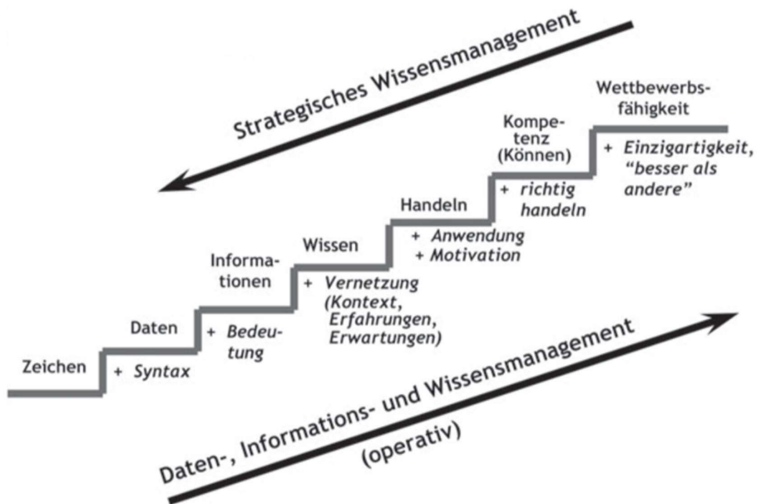 Strategisches Wissensmanagement
Wettbewerbs-
fähigkeit
+ Einzigartigkeit,
“besser als
andere”
Kompe-
tenz
(Können)
+ richtig
handeln
Handeln
+ Anwendung
+ Motivation
Wissen
+ Vernetzung
(Kontext,
Erfahrungen,
Erwartungen)
Informa-
tionen
+ Bedeu-
tung
Daten
+ Syntax
Zeichen
Daten-, Informations- und Wissensmanagement
(operativ)